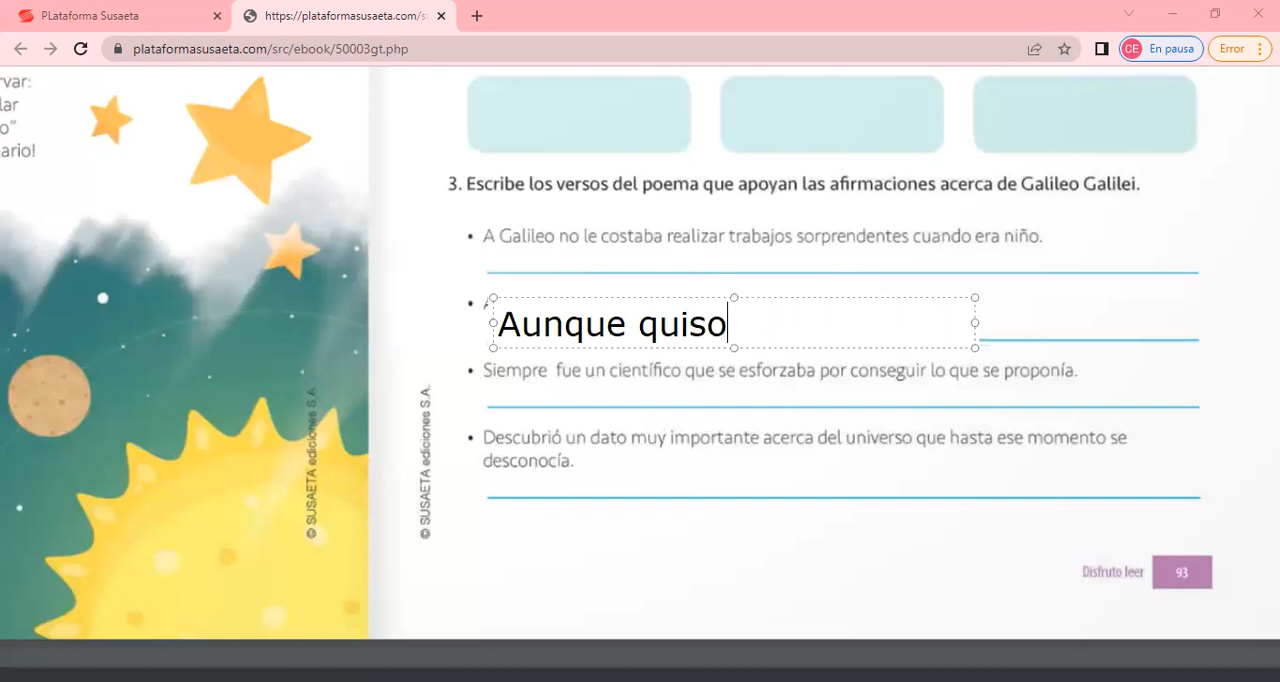 PLataforma Susaeta
https://plataformasusaeta.com/s
plataformasusaeta.com/src/ebook/50003gt.php
CE En pausa
Error
rvar:
lar
o”
ario!
3. Escribe los versos del poema que apoyan las afirmaciones acerca de Galileo Galilei.
• A Galileo no le costaba realizar trabajos sorprendentes cuando era niño.
Aunque quiso
• Siempre fue un científico que se esforzaba por conseguir lo que se proponía.
• Descubrió un dato muy importante acerca del universo que hasta ese momento se
desconocía.
© SUSAETA ediciones S.A.
© SUSAETA ediciones S.A.
Disfruto leer 93